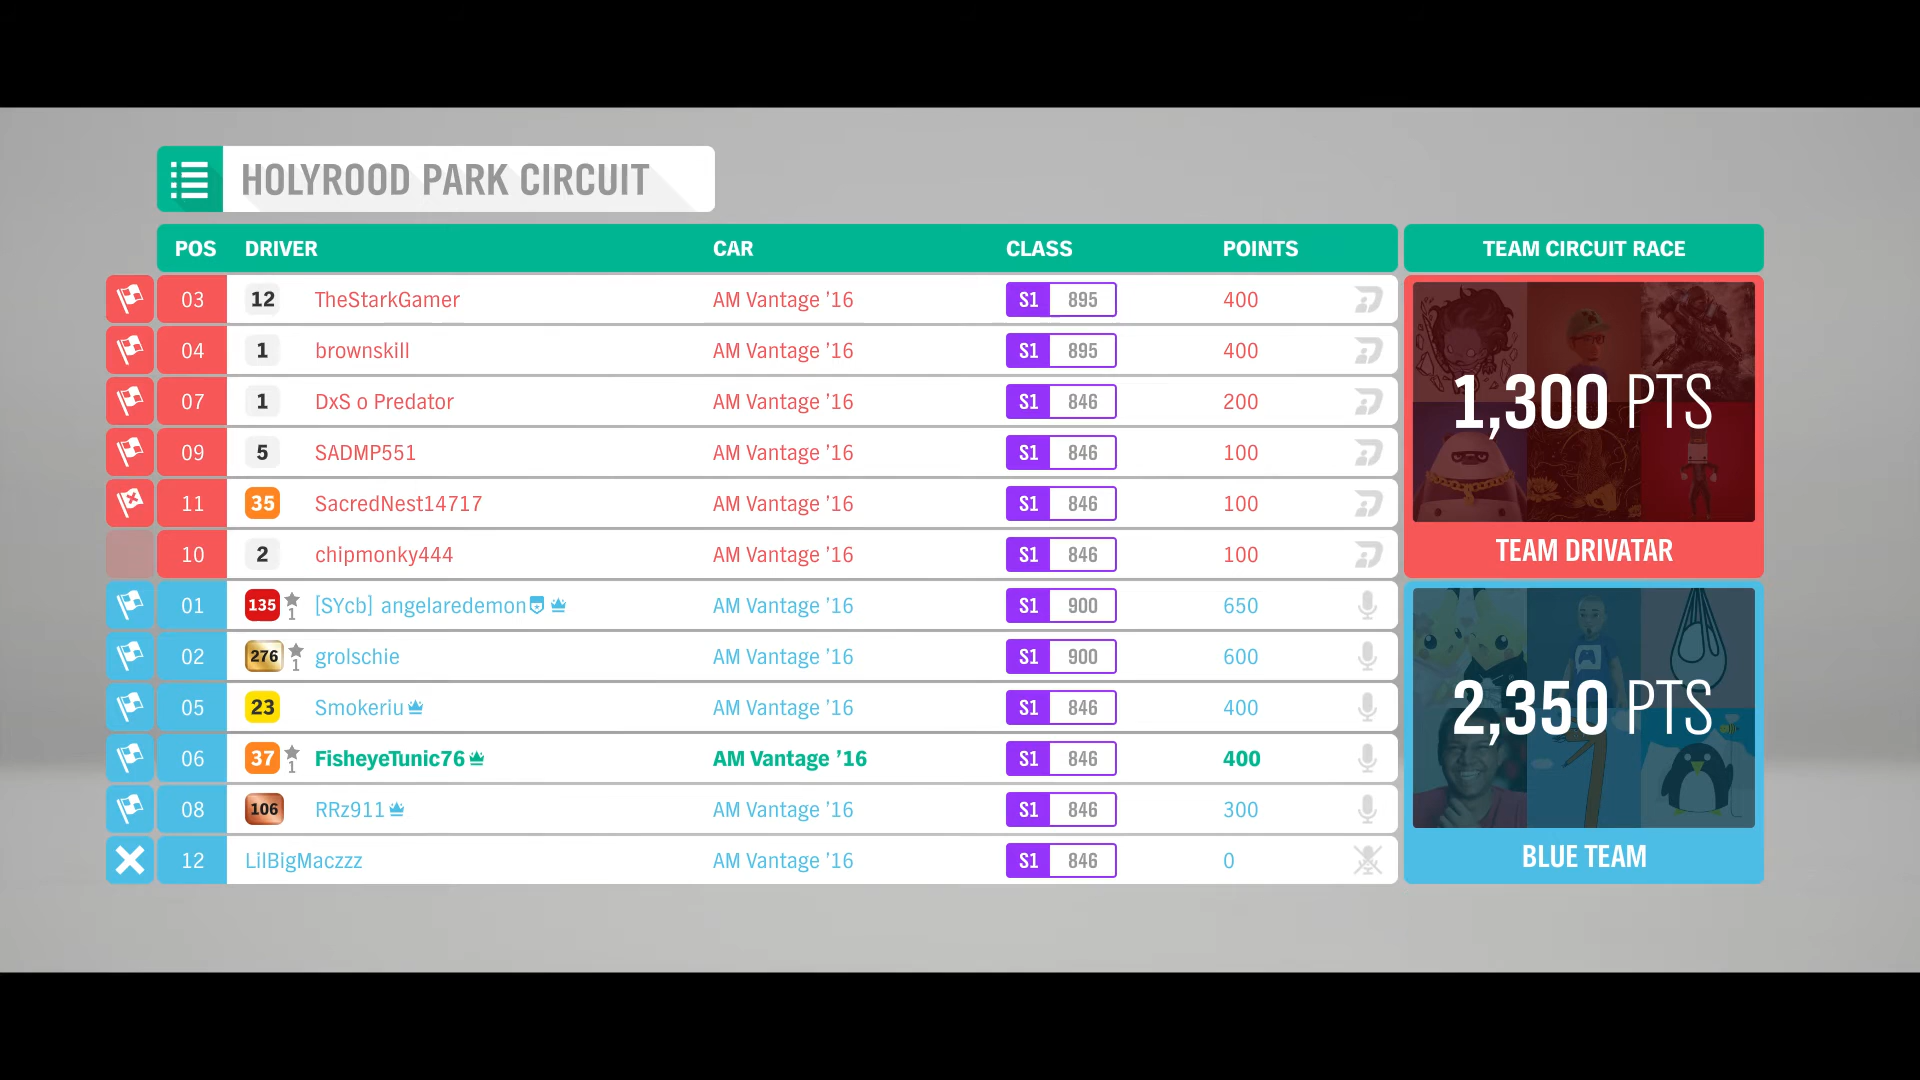 HOLYROOD PARK CIRCUIT
POS DRIVER CAR CLASS POINTS TEAM CIRCUIT RACE
03 12 TheStarkGamer AM Vantage ’16 S1 895 400
04 1 brownskill AM Vantage ’16 S1 895 400
07 1 DxS o Predator AM Vantage ’16 S1 846 200
09 5 SADMP551 AM Vantage ’16 S1 846 100
11 35 SacredNest14717 AM Vantage ’16 S1 846 100
10 2 chipmonky444 AM Vantage ’16 S1 846 100
1,300 PTS
TEAM DRIVATAR
01 135 1 [SYcb] angelaredemon AM Vantage ’16 S1 900 650
02 276 1 grolschie AM Vantage ’16 S1 900 600
05 23 Smokeriu AM Vantage ’16 S1 846 400
06 37 1 FisheyeTunic76 AM Vantage ’16 S1 846 400
08 106 RRz911 AM Vantage ’16 S1 846 300
12 LilBigMaczzz AM Vantage ’16 S1 846 0
2,350 PTS
BLUE TEAM